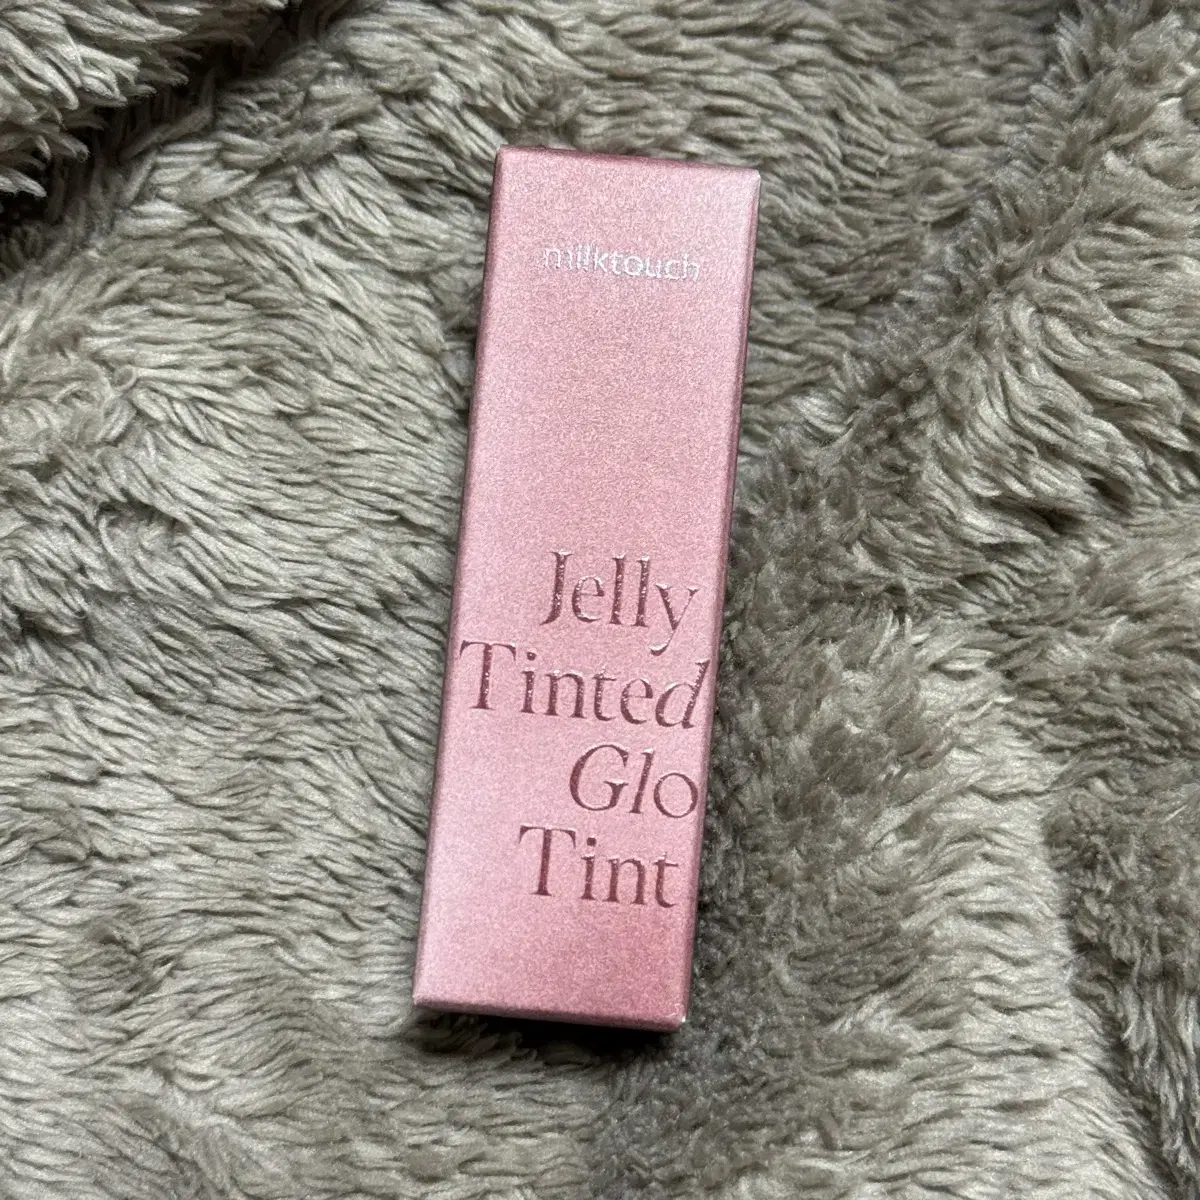 milktouch
Jelly
Tinted
Glo
Tint